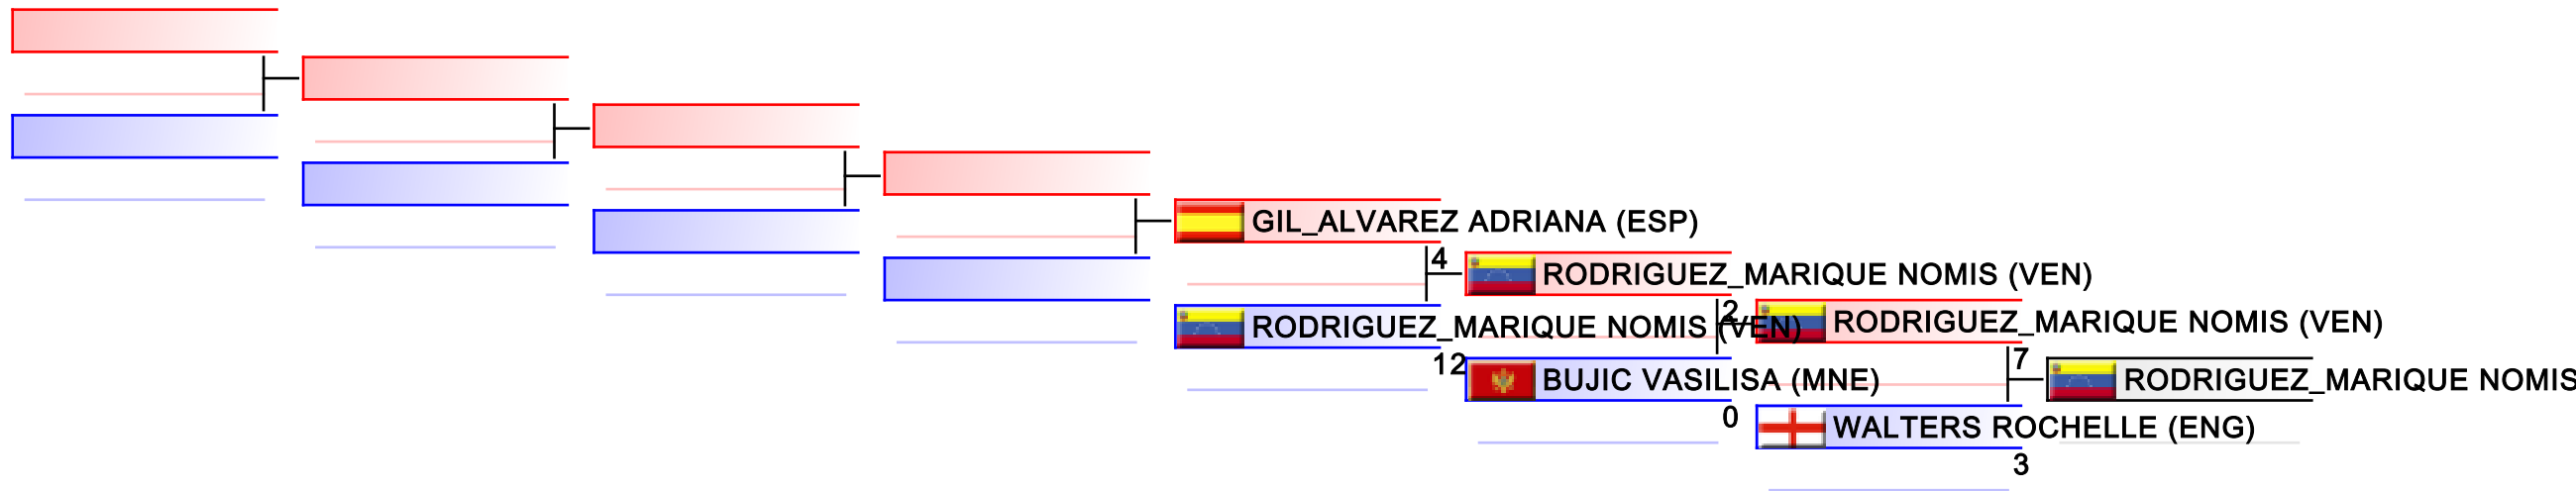 GIL_ALVAREZ ADRIANA (ESP)
4
RODRIGUEZ_MARIQUE NOMIS (VEN)
RODRIGUEZ_MARIQUE NOMIS (VEN)
12
2
RODRIGUEZ_MARIQUE NOMIS (VEN)
BUJIC VASILISA (MNE)
0
7
RODRIGUEZ_MARIQUE NOMIS
WALTERS ROCHELLE (ENG)
3